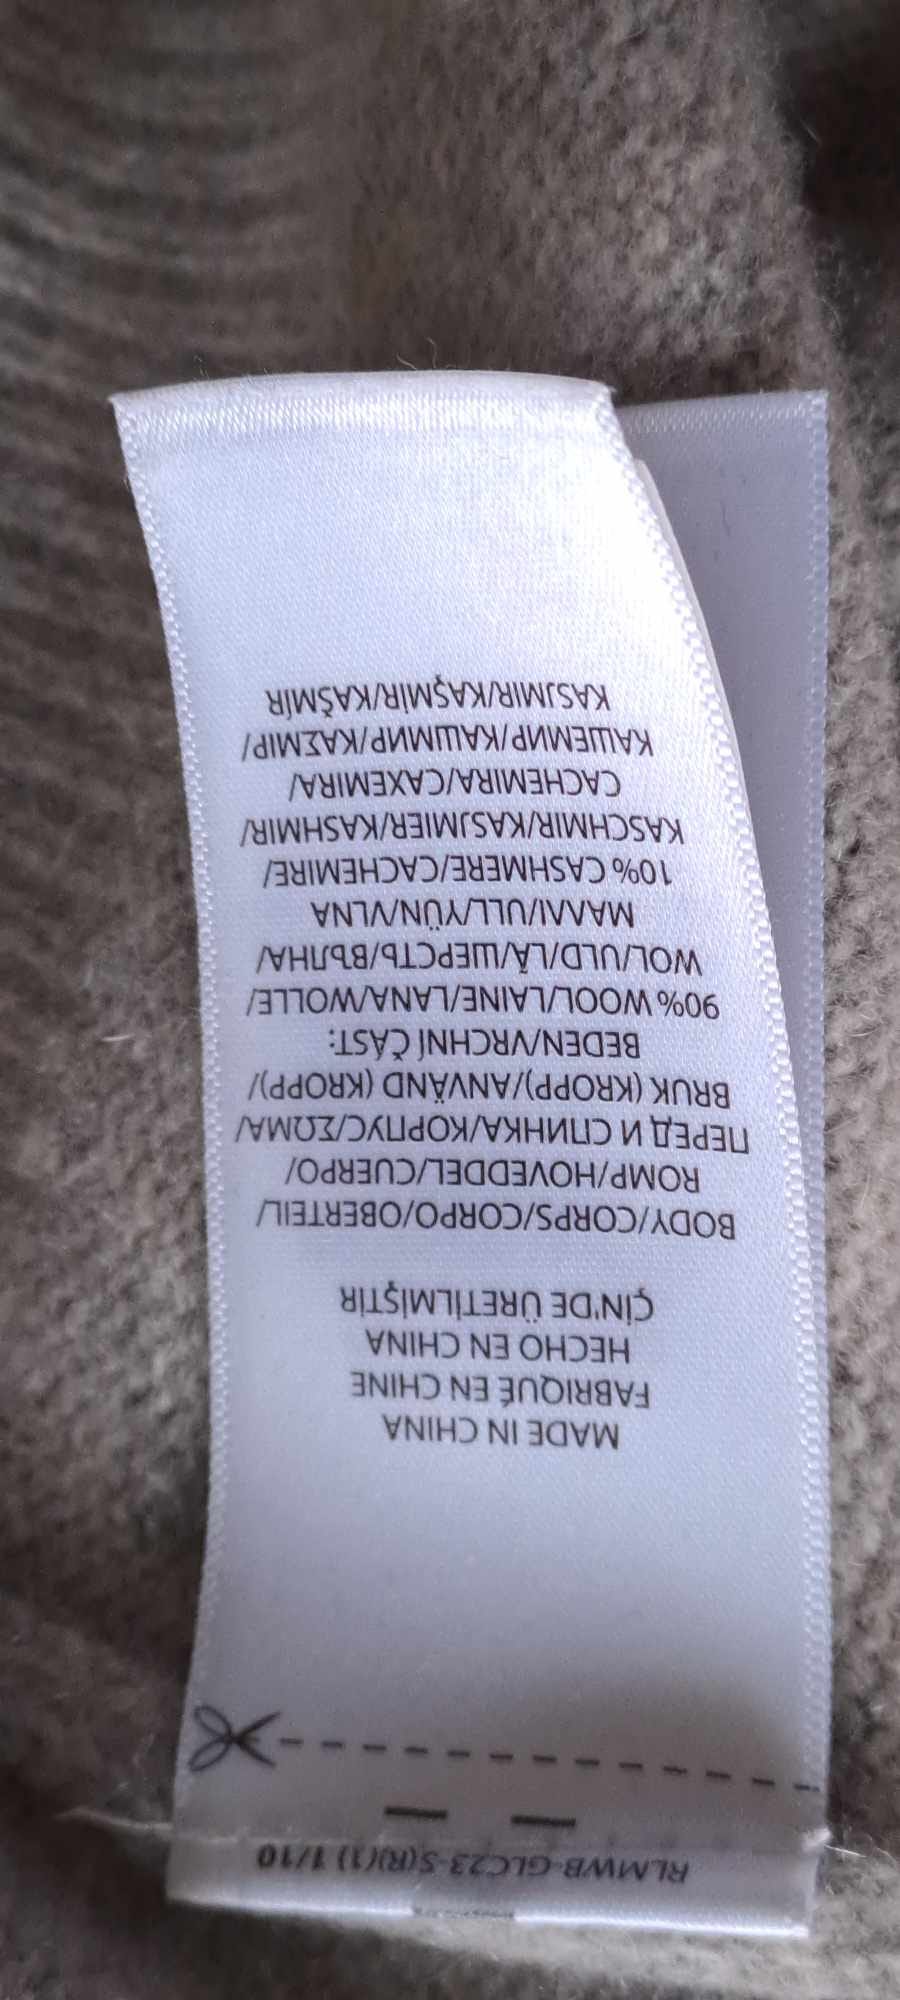 RLMWB-GLC23-S(R)(1) 1/10
MADE IN CHINA
FABRIQUÉ EN CHINE
HECHO EN CHINA
ÇİN'DE ÜRETİLMİŞTİR
BODY/CORPS/CORPO/OBERTEIL/
ROMP/HOVEDDEL/CUERPO/
ПЕРЕД И СПИНКА/КОРПУС/ΣΩΜΑ/
BRUK (KROPP)/ANVÄND (KROPP)/
BEDEN/VRCHNÍ ČÁST:
90% WOOL/LAINE/LANA/WOLLE/
WOL/ULD/LÃ/ШЕРСТЬ/ВЪЛНА/
ΜΑΛΛΙ/ULL/YÜN/VLNA
10% CASHMERE/CACHEMIRE/
KASCHMIR/KASJMIER/KASHMIR/
CACHEMIRA/CAXEMIRA/
КАШЕМИР/КАШМИР/ΚΑΣΜΙΡ/
KASJMIR/KAŞMİR/KAŠMÍR